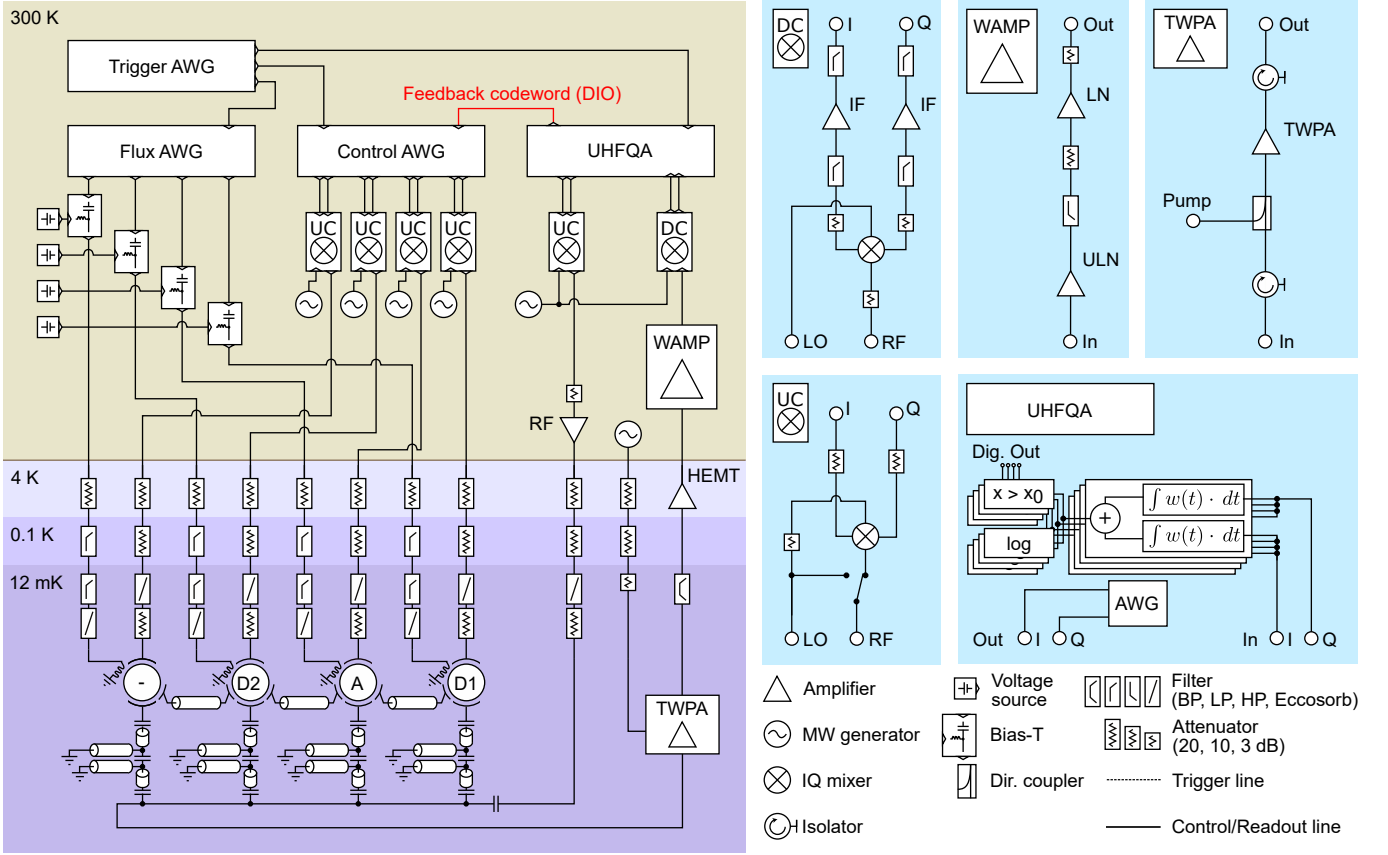 300 K
Trigger AWG
Feedback codeword (DIO)
Flux AWG
Control AWG
UHFQA
UC
UC
UC
UC
UC
DC
WAMP
RF
HEMT
4 K
0.1 K
12 mK
-
D2
A
D1
TWPA
DC
I
Q
IF
IF
LO
RF
WAMP
Out
LN
ULN
In
TWPA
Out
TWPA
Pump
In
UC
I
Q
LO
RF
UHFQA
Dig. Out
x > x0
log
+
∫ w(t) · dt
∫ w(t) · dt
AWG
Out
I
Q
In
I
Q
Amplifier
MW generator
IQ mixer
Isolator
Voltage
source
Bias-T
Dir. coupler
Filter
(BP, LP, HP, Eccosorb)
Attenuator
(20, 10, 3 dB)
Trigger line
Control/Readout line